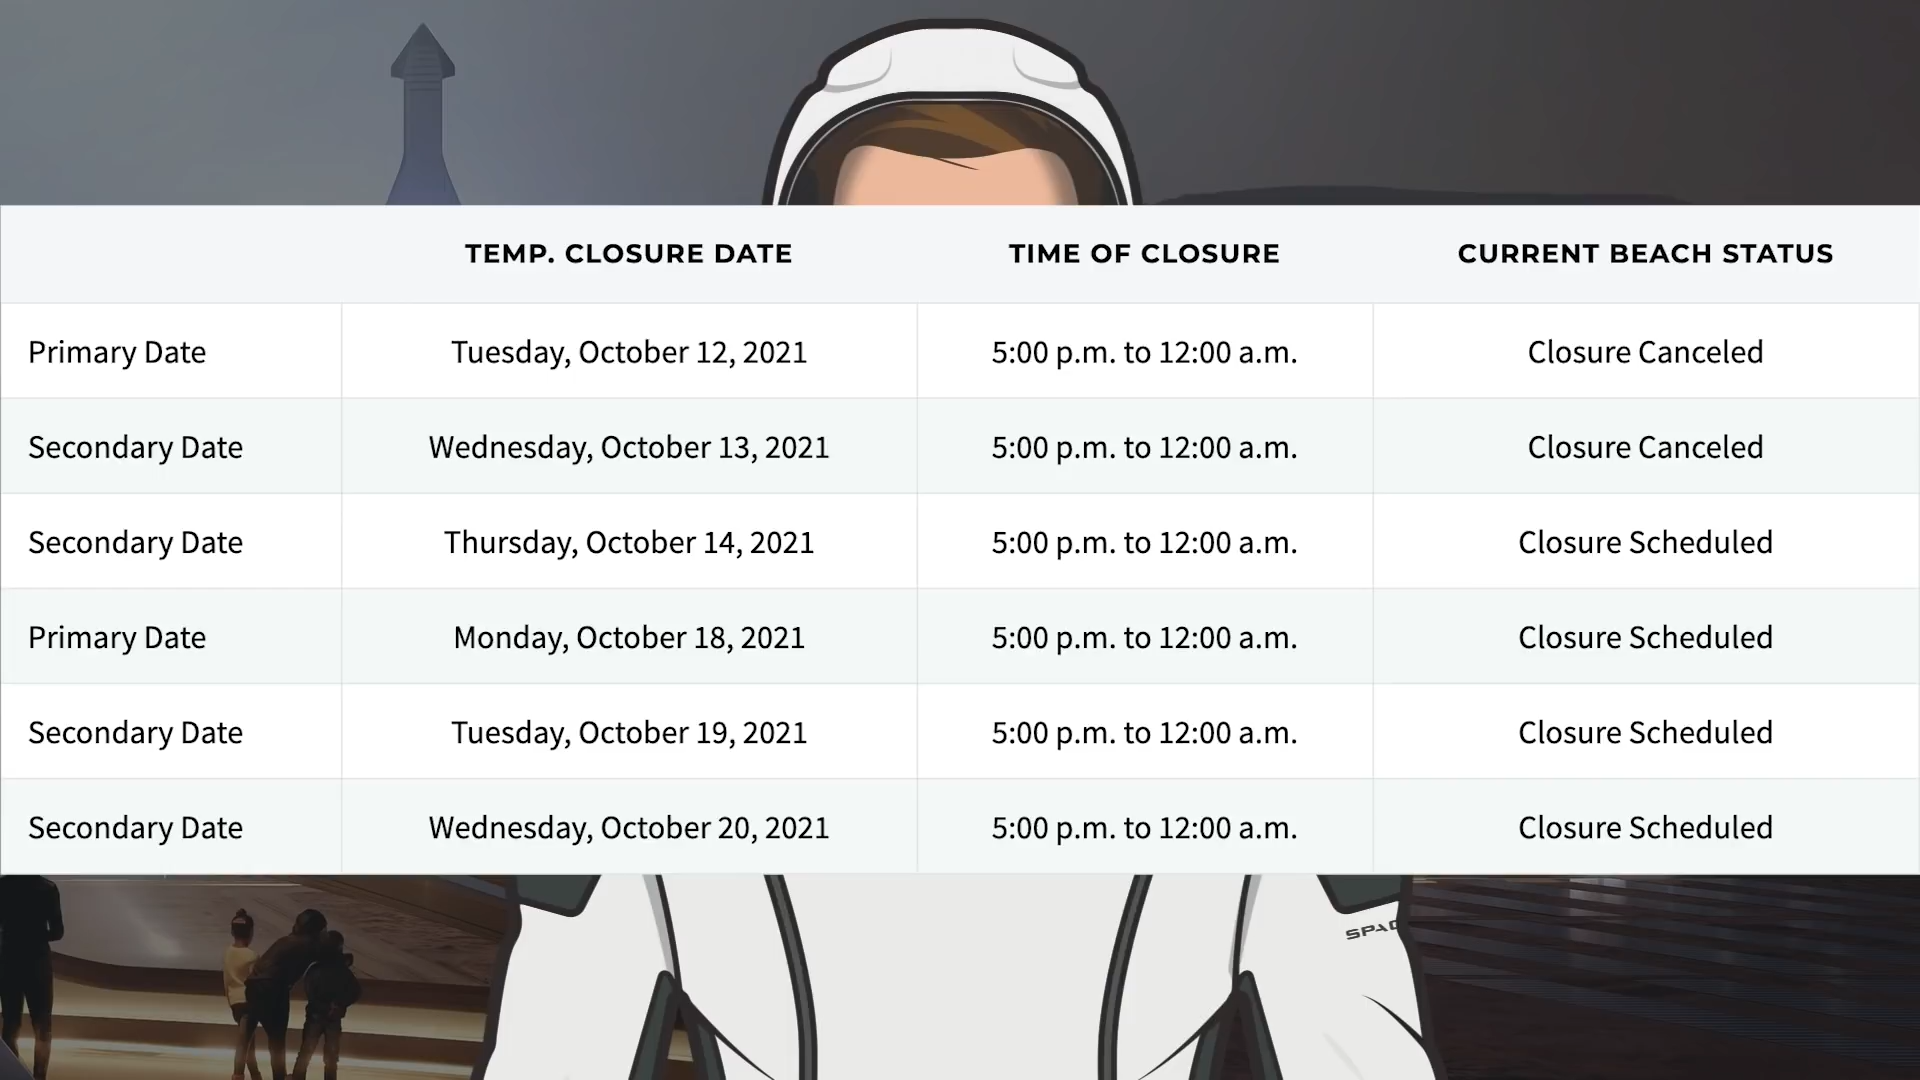 TEMP. CLOSURE DATE TIME OF CLOSURE CURRENT BEACH STATUS
Primary Date Tuesday, October 12, 2021 5:00 p.m. to 12:00 a.m. Closure Canceled
Secondary Date Wednesday, October 13, 2021 5:00 p.m. to 12:00 a.m. Closure Canceled
Secondary Date Thursday, October 14, 2021 5:00 p.m. to 12:00 a.m. Closure Scheduled
Primary Date Monday, October 18, 2021 5:00 p.m. to 12:00 a.m. Closure Scheduled
Secondary Date Tuesday, October 19, 2021 5:00 p.m. to 12:00 a.m. Closure Scheduled
Secondary Date Wednesday, October 20, 2021 5:00 p.m. to 12:00 a.m. Closure Scheduled
SPAC